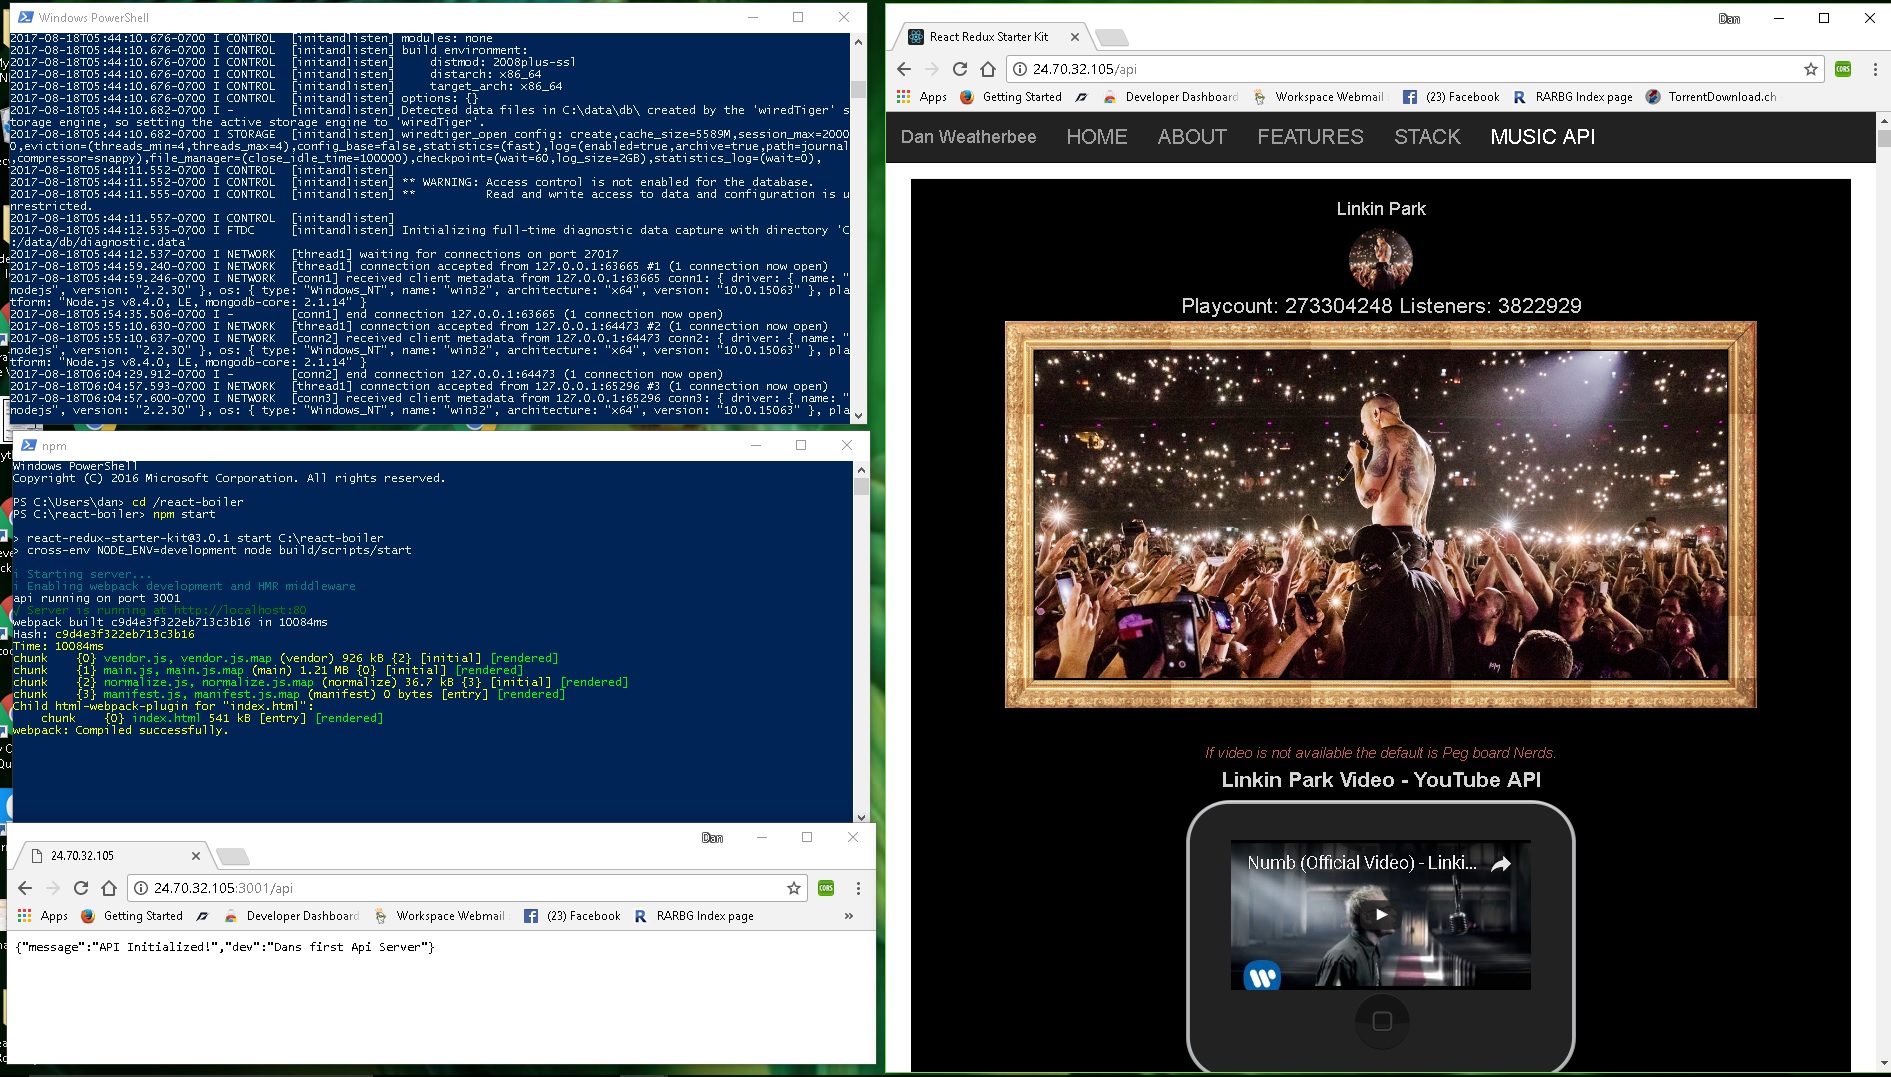 Windows PowerShell
2017-08-18T05:44:10.676-0700 I CONTROL  [initandlisten] modules: none
2017-08-18T05:44:10.676-0700 I CONTROL  [initandlisten] build environment:
2017-08-18T05:44:10.676-0700 I CONTROL  [initandlisten]     distmod: 2008plus-ssl
2017-08-18T05:44:10.676-0700 I CONTROL  [initandlisten]     distarch: x86_64
2017-08-18T05:44:10.676-0700 I CONTROL  [initandlisten]     target_arch: x86_64
2017-08-18T05:44:10.676-0700 I CONTROL  [initandlisten] options: {}
2017-08-18T05:44:10.682-0700 I -        [initandlisten] Detected data files in C:\data\db\ created by the 'wiredTiger' s
orage engine, so setting the active storage engine to 'wiredTiger'.
2017-08-18T05:44:10.682-0700 I STORAGE  [initandlisten] wiredtiger_open config: create,cache_size=5589M,session_max=2000
0,eviction=(threads_min=4,threads_max=4),config_base=false,statistics=(fast),log=(enabled=true,archive=true,path=journal
,compressor=snappy),file_manager=(close_idle_time=100000),checkpoint=(wait=60,log_size=2GB),statistics_log=(wait=0),
2017-08-18T05:44:11.552-0700 I CONTROL  [initandlisten]
2017-08-18T05:44:11.552-0700 I CONTROL  [initandlisten] ** WARNING: Access control is not enabled for the database.
2017-08-18T05:44:11.555-0700 I CONTROL  [initandlisten] **          Read and write access to data and configuration is u
nrestricted.
2017-08-18T05:44:11.557-0700 I CONTROL  [initandlisten]
2017-08-18T05:44:12.535-0700 I FTDC     [initandlisten] Initializing full-time diagnostic data capture with directory 'C
:/data/db/diagnostic.data'
2017-08-18T05:44:12.537-0700 I NETWORK  [thread1] waiting for connections on port 27017
2017-08-18T05:44:59.240-0700 I NETWORK  [thread1] connection accepted from 127.0.0.1:63665 #1 (1 connection now open)
2017-08-18T05:44:59.246-0700 I NETWORK  [conn1] received client metadata from 127.0.0.1:63665 conn1: { driver: { name: "
nodejs", version: "2.2.30" }, os: { type: "Windows_NT", name: "win32", architecture: "x64", version: "10.0.15063" }, pla
tform: "Node.js v8.4.0, LE, mongodb-core: 2.1.14" }
2017-08-18T05:54:35.506-0700 I -        [conn1] end connection 127.0.0.1:63665 (1 connection now open)
2017-08-18T05:55:10.630-0700 I NETWORK  [thread1] connection accepted from 127.0.0.1:64473 #2 (1 connection now open)
2017-08-18T05:55:10.637-0700 I NETWORK  [conn2] received client metadata from 127.0.0.1:64473 conn2: { driver: { name: "
nodejs", version: "2.2.30" }, os: { type: "Windows_NT", name: "win32", architecture: "x64", version: "10.0.15063" }, pla
tform: "Node.js v8.4.0, LE, mongodb-core: 2.1.14" }
2017-08-18T06:04:29.912-0700 I -        [conn2] end connection 127.0.0.1:64473 (1 connection now open)
2017-08-18T06:04:57.593-0700 I NETWORK  [thread1] connection accepted from 127.0.0.1:65296 #3 (1 connection now open)
2017-08-18T06:04:57.600-0700 I NETWORK  [conn3] received client metadata from 127.0.0.1:65296 conn3: { driver: { name: "
nodejs", version: "2.2.30" }, os: { type: "Windows_NT", name: "win32", architecture: "x64", version: "10.0.15063" }, pla
npm
Windows PowerShell
Copyright (C) 2016 Microsoft Corporation. All rights reserved.
PS C:\Users\dan> cd /react-boiler
PS C:\react-boiler> npm start
> react-redux-starter-kit@3.0.1 start C:\react-boiler
> cross-env NODE_ENV=development node build/scripts/start
i Starting server...
i Enabling webpack development and HMR middleware
api running on port 3001
√ Server is running at http://localhost:80
webpack built c9d4e3f322eb713c3b16 in 10084ms
Hash: c9d4e3f322eb713c3b16
Time: 10084ms
chunk    {0} vendor.js, vendor.js.map (vendor) 926 kB {2} [initial] [rendered]
chunk    {1} main.js, main.js.map (main) 1.21 MB {0} [initial] [rendered]
chunk    {2} normalize.js, normalize.js.map (normalize) 36.7 kB {3} [initial] [rendered]
chunk    {3} manifest.js, manifest.js.map (manifest) 0 bytes [entry] [rendered]
Child html-webpack-plugin for "index.html":
    chunk    {0} index.html 541 kB [entry] [rendered]
webpack: Compiled successfully.
Dan
24.70.32.105
24.70.32.105:3001/api
CORS
Apps Getting Started Developer Dashboard Workspace Webmail (23) Facebook R RARBG Index page »
{"message":"API Initialized!","dev":"Dans first Api Server"}
Dan
React Redux Starter Kit
24.70.32.105/api
CORS
Apps Getting Started Developer Dashboard Workspace Webmail (23) Facebook R RARBG Index page TorrentDownload.ch
Dan Weatherbee HOME ABOUT FEATURES STACK MUSIC API
Linkin Park
Playcount: 273304248 Listeners: 3822929
If video is not available the default is Peg board Nerds.
Linkin Park Video - YouTube API
Numb (Official Video) - Linki...